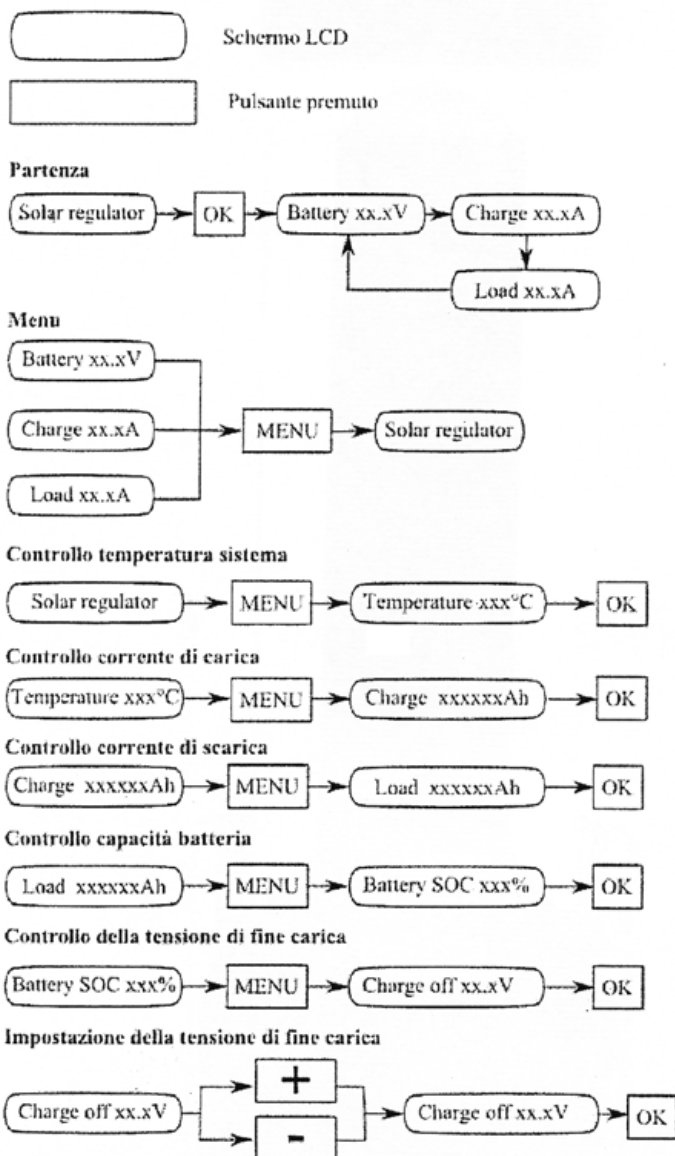 Schermo LCD
Pulsante premuto
Partenza
Solar regulator OK Battery xx.xV Charge xx.xA
Load xx.xA
Menu
Battery xx.xV
Charge xx.xA MENU Solar regulator
Load xx.xA
Controllo temperatura sistema
Solar regulator MENU Temperature xxx°C OK
Controllo corrente di carica
Temperature xxx°C MENU Charge xxxxxxAh OK
Controllo corrente di scarica
Charge xxxxxxAh MENU Load xxxxxxAh OK
Controllo capacità batteria
Load xxxxxxAh MENU Battery SOC xxx% OK
Controllo della tensione di fine carica
Battery SOC xxx% MENU Charge off xx.xV OK
Impostazione della tensione di fine carica
+
Charge off xx.xV Charge off xx.xV OK
-